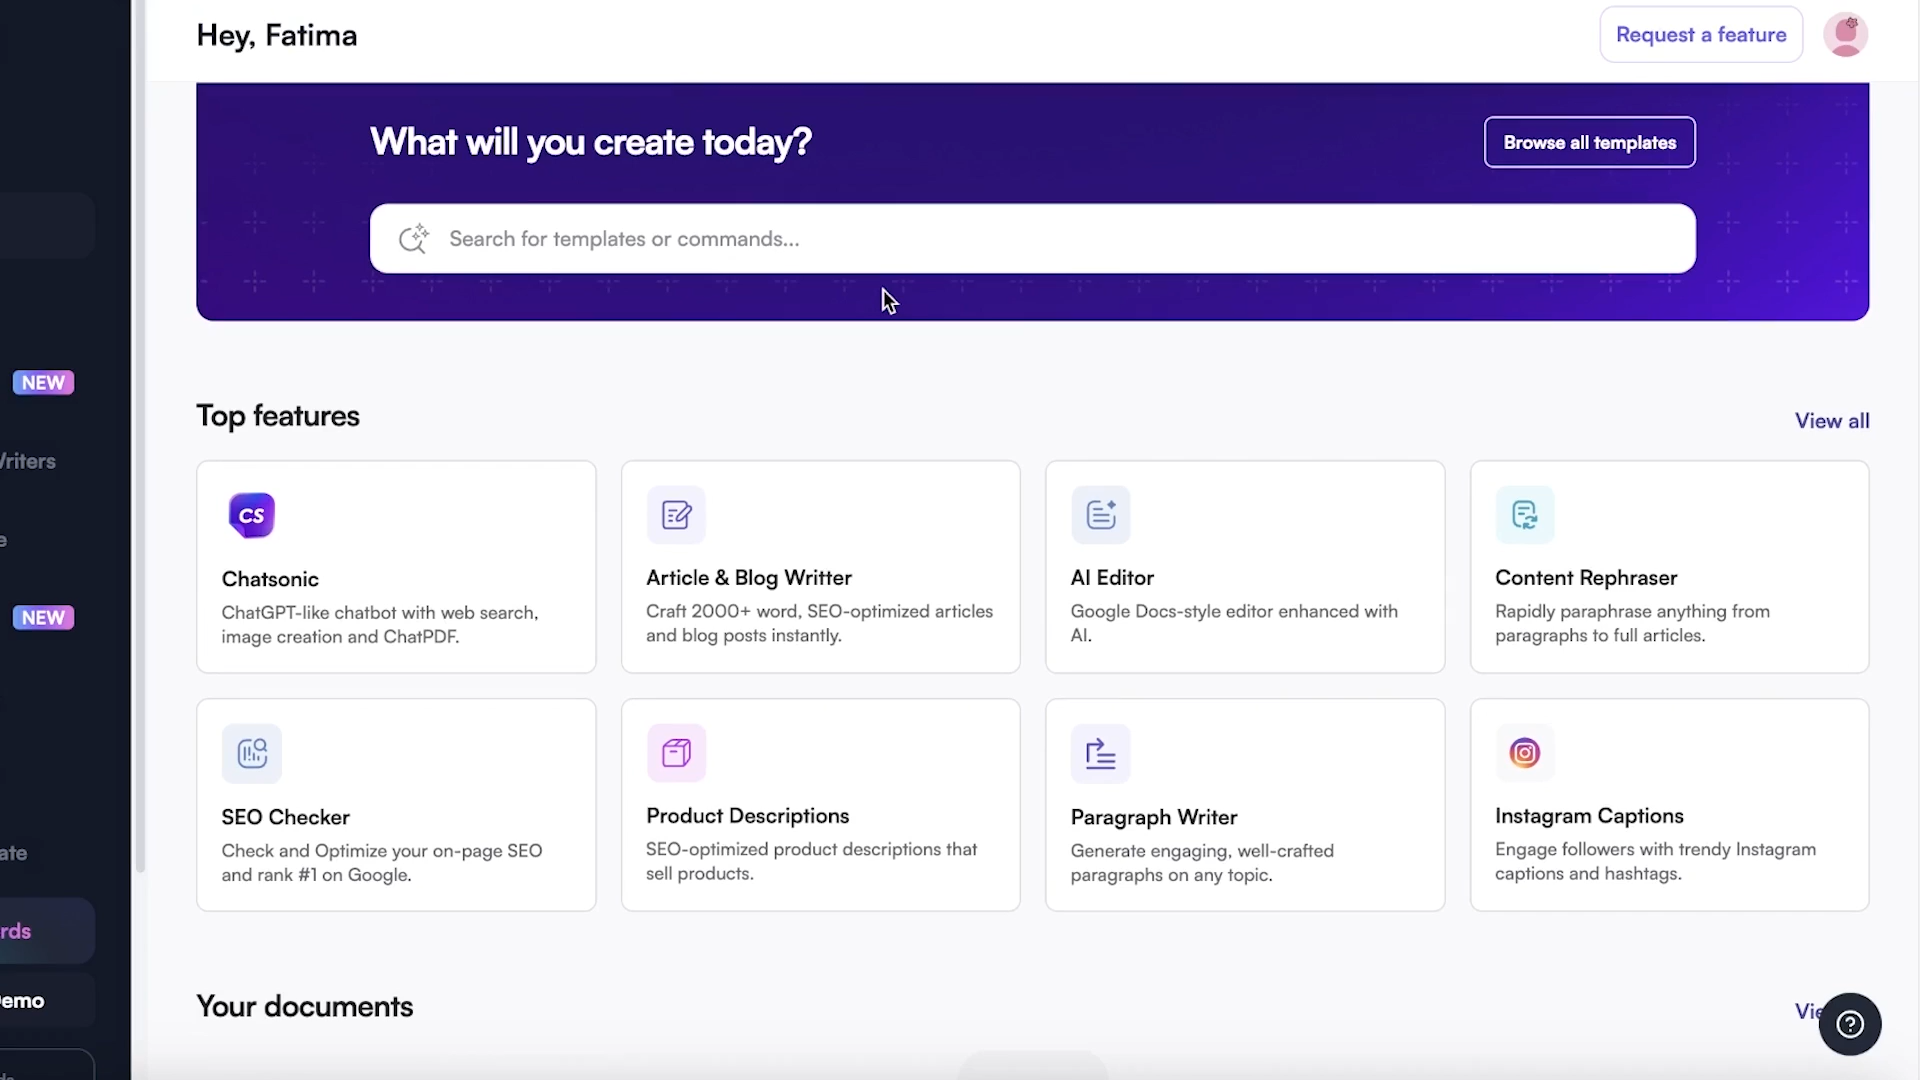 Hey, Fatima
Request a feature
What will you create today?
Browse all templates
Search for templates or commands...
NEW
Top features
View all
CS
Chatsonic
ChatGPT-like chatbot with web search,
image creation and ChatPDF.
Article & Blog Writter
Craft 2000+ word, SEO-optimized articles
and blog posts instantly.
AI Editor
Google Docs-style editor enhanced with
AI.
Content Rephraser
Rapidly paraphrase anything from
paragraphs to full articles.
NEW
SEO Checker
Check and Optimize your on-page SEO
and rank #1 on Google.
Product Descriptions
SEO-optimized product descriptions that
sell products.
Paragraph Writer
Generate engaging, well-crafted
paragraphs on any topic.
Instagram Captions
Engage followers with trendy Instagram
captions and hashtags.
Your documents